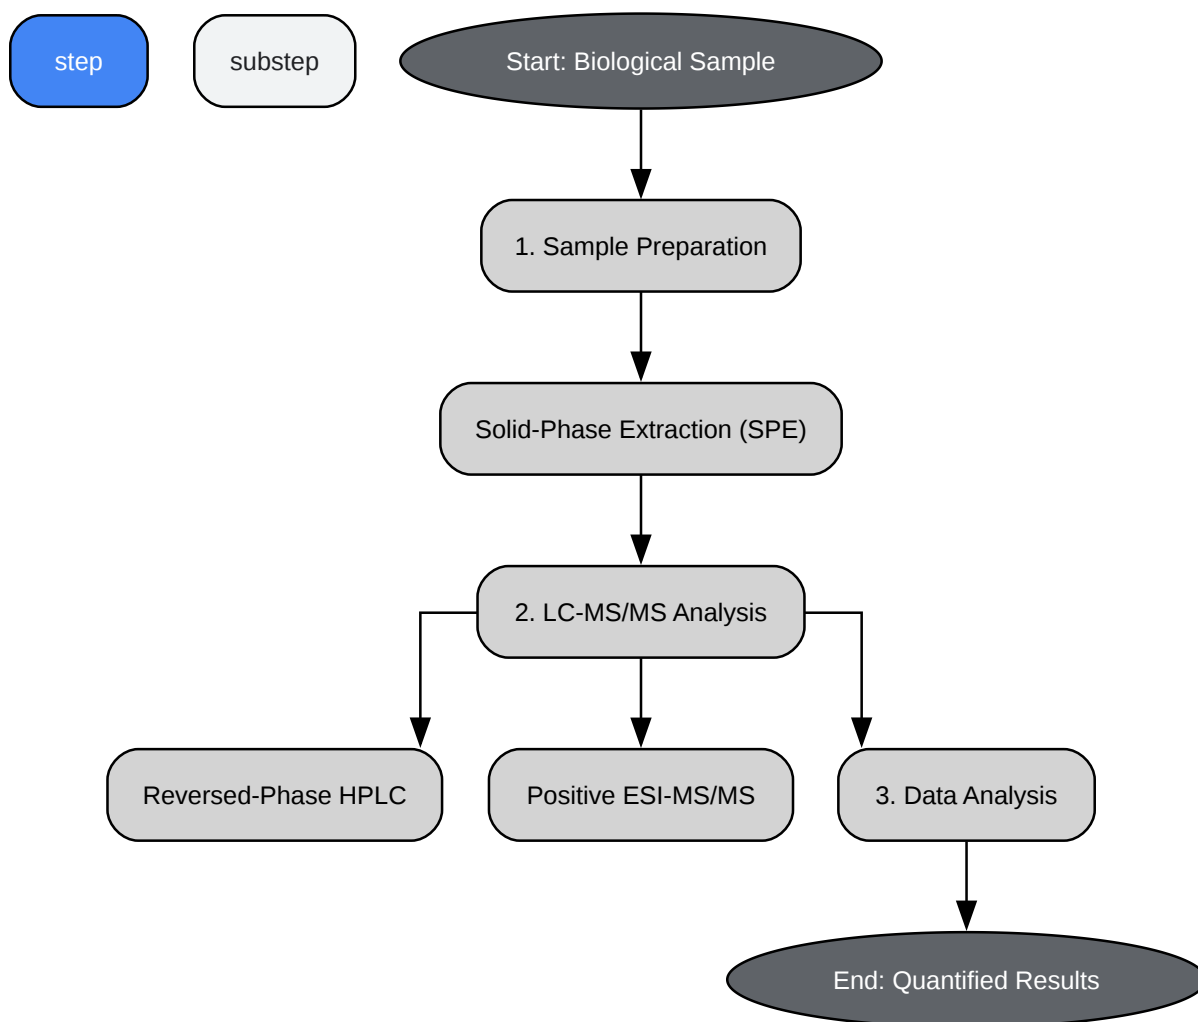 step
substep
Start: Biological Sample
1. Sample Preparation
Solid-Phase Extraction (SPE)
2. LC-MS/MS Analysis
Reversed-Phase HPLC
Positive ESI-MS/MS
3. Data Analysis
End: Quantified Results